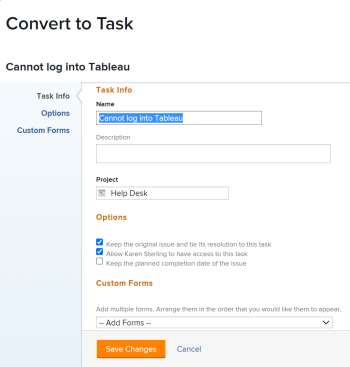 Convert to Task
Cannot log into Tableau
Task Info
Options
Custom Forms
Task Info
Name
Cannot log into Tableau
Description
Project
Help Desk
Options
Keep the original issue and tie its resolution to this task
Allow Karen Sterling to have access to this task
Keep the planned completion date of the issue
Custom Forms
Add multiple forms. Arrange them in the order that you would like them to appear.
-- Add Forms --
Save Changes
Cancel